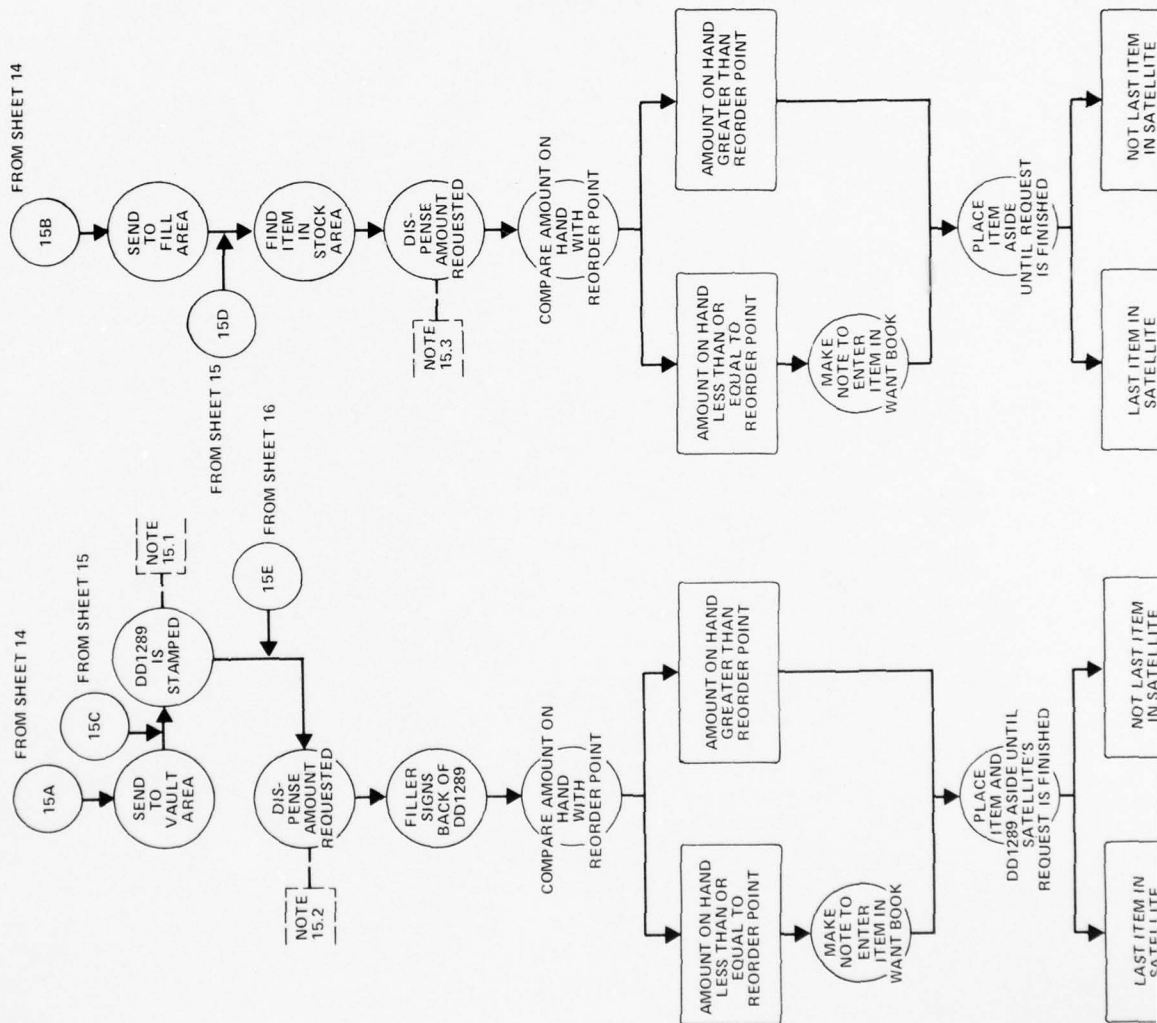 FROM SHEET 14
15A
FROM SHEET 15
15C
SEND
TO
VAULT
AREA
DD1289
IS
STAMPED
NOTE
15.1
FROM SHEET 16
15E
DIS-
PENSE
AMOUNT
REQUESTED
NOTE
15.2
FILLER
SIGNS
BACK OF
DD1289
COMPARE AMOUNT ON
HAND
WITH
REORDER POINT
AMOUNT ON HAND
LESS THAN OR
EQUAL TO
REORDER POINT
AMOUNT ON HAND
GREATER THAN
REORDER POINT
MAKE
NOTE TO
ENTER
ITEM IN
WANT BOOK
PLACE
ITEM AND
DD1289 ASIDE UNTIL
SATELLITE'S
REQUEST IS FINISHED
LAST ITEM IN
SATELLITE
NOT LAST ITEM
IN SATELLITE
FROM SHEET 14
15B
SEND
TO
FILL
AREA
FROM SHEET 15
15D
FIND
ITEM
IN
STOCK
AREA
DIS-
PENSE
AMOUNT
REQUESTED
NOTE
15.3
COMPARE AMOUNT ON
HAND
WITH
REORDER POINT
AMOUNT ON HAND
LESS THAN OR
EQUAL TO
REORDER POINT
AMOUNT ON HAND
GREATER THAN
REORDER POINT
MAKE
NOTE TO
ENTER
ITEM IN
WANT BOOK
PLACE
ITEM
ASIDE
UNTIL REQUEST
IS FINISHED
LAST ITEM IN
SATELLITE
NOT LAST ITEM
IN SATELLITE